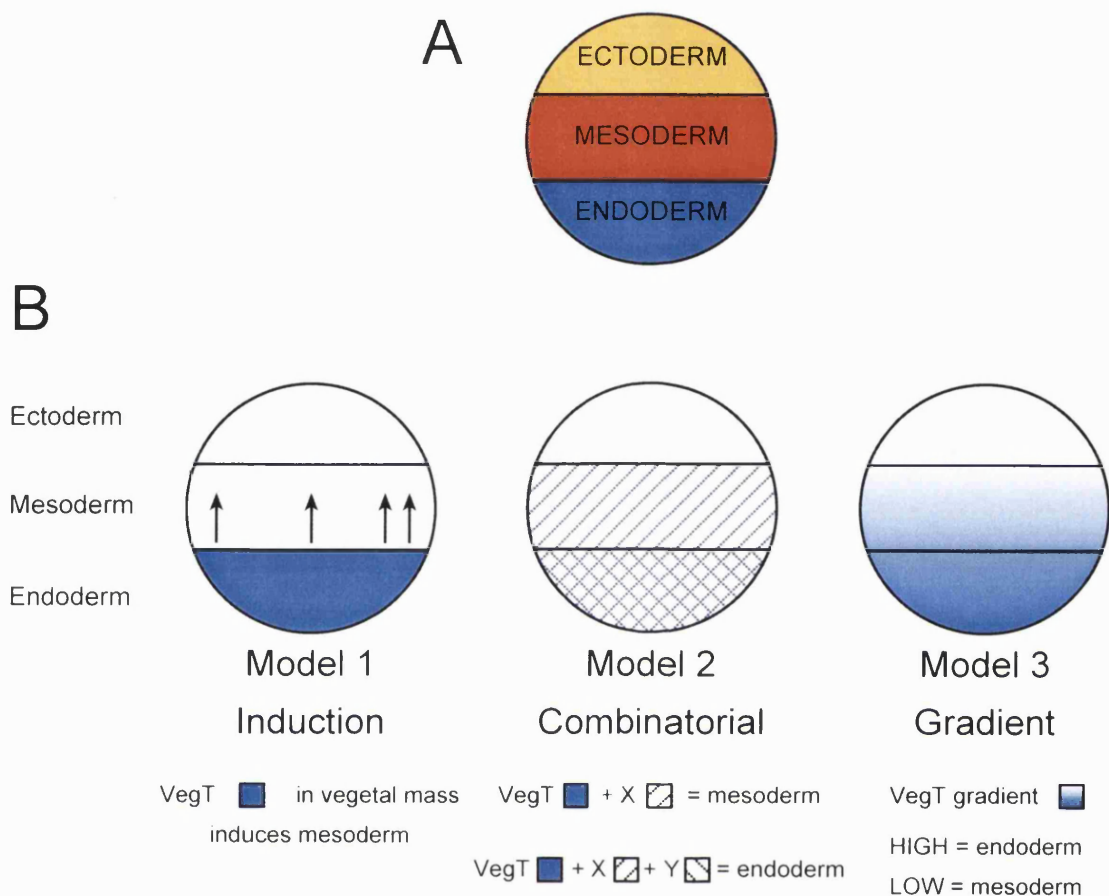 A
ECTODERM
MESODERM
ENDODERM
B
Ectoderm
Mesoderm
Endoderm
Model 1
Induction
VegT in vegetal mass
induces mesoderm
Model 2
Combinatorial
VegT + X = mesoderm
VegT + X + Y = endoderm
Model 3
Gradient
VegT gradient
HIGH = endoderm
LOW = mesoderm